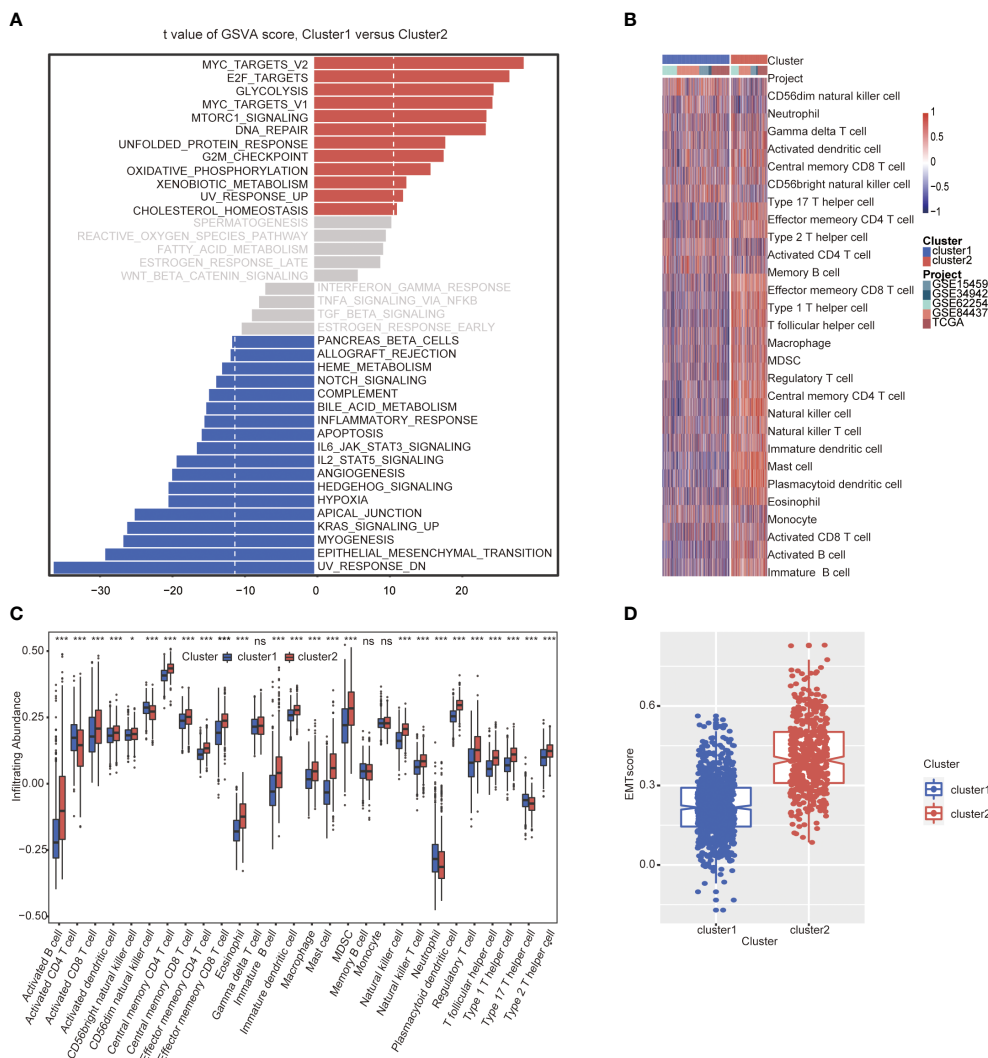 A
t value of GSVA score, Cluster1 versus Cluster2
MYC_TARGETS_V2
E2F_TARGETS
GLYCOLYSIS
MYC_TARGETS_V1
MTORC1_SIGNALING
DNA_REPAIR
UNFOLDED_PROTEIN_RESPONSE
G2M_CHECKPOINT
OXIDATIVE_PHOSPHORYLATION
XENOBIOTIC_METABOLISM
UV_RESPONSE_UP
CHOLESTEROL_HOMEOSTASIS
SPERMATOGENESIS
REACTIVE_OXYGEN_SPECIES_PATHWAY
FATTY_ACID_METABOLISM
ESTROGEN_RESPONSE_LATE
WNT_BETA_CATENIN_SIGNALING
INTERFERON_GAMMA_RESPONSE
TNFA_SIGNALING_VIA_NFKB
TGF_BETA_SIGNALING
ESTROGEN_RESPONSE_EARLY
PANCREAS_BETA_CELLS
ALLOGRAFT_REJECTION
HEME_METABOLISM
NOTCH_SIGNALING
COMPLEMENT
BILE_ACID_METABOLISM
INFLAMMATORY_RESPONSE
APOPTOSIS
IL6_JAK_STAT3_SIGNALING
IL2_STAT5_SIGNALING
ANGIOGENESIS
HEDGEHOG_SIGNALING
HYPOXIA
APICAL_JUNCTION
KRAS_SIGNALING_UP
MYOGENESIS
EPITHELIAL_MESENCHYMAL_TRANSITION
UV_RESPONSE_DN
−30 −20 −10 0 10 20
B
Cluster
Project
CD56dim natural killer cell
Neutrophil
Gamma delta T cell
Activated dendritic cell
Central memory CD8 T cell
CD56bright natural killer cell
Type 17 T helper cell
Effector memeory CD4 T cell
Type 2 T helper cell
Activated CD4 T cell
Memory B cell
Effector memeory CD8 T cell
Type 1 T helper cell
T follicular helper cell
Macrophage
MDSC
Regulatory T cell
Central memory CD4 T cell
Natural killer cell
Natural killer T cell
Immature dendritic cell
Mast cell
Plasmacytoid dendritic cell
Eosinophil
Monocyte
Activated CD8 T cell
Activated B cell
Immature B cell
1
0.5
0
−0.5
−1
Cluster
cluster1
cluster2
Project
GSE15459
GSE34942
GSE62254
GSE84437
TCGA
C
*** *** *** *** * *** *** *** *** *** *** ns *** *** *** *** *** ns ns *** *** *** *** *** *** *** *** ***
Cluster cluster1 cluster2
Infiltrating Abundance
0.50
0.25
0.00
−0.25
−0.50
Activated B cell
Activated CD4 T cell
Activated CD8 T cell
Activated dendritic cell
CD56bright natural killer cell
CD56dim natural killer cell
Central memory CD4 T cell
Central memory CD8 T cell
Effector memeory CD4 T cell
Effector memeory CD8 T cell
Eosinophil
Gamma delta T cell
Immature B cell
Immature dendritic cell
Macrophage
Mast cell
MDSC
Memory B cell
Monocyte
Natural killer cell
Natural killer T cell
Neutrophil
Plasmacytoid dendritic cell
Regulatory T cell
T follicular helper cell
Type 1 T helper cell
Type 17 T helper cell
Type 2 T helper cell
D
EMTscore
0.6
0.3
0.0
cluster1 cluster2
Cluster
Cluster
cluster1
cluster2